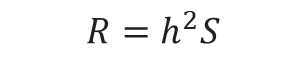 R = h²S